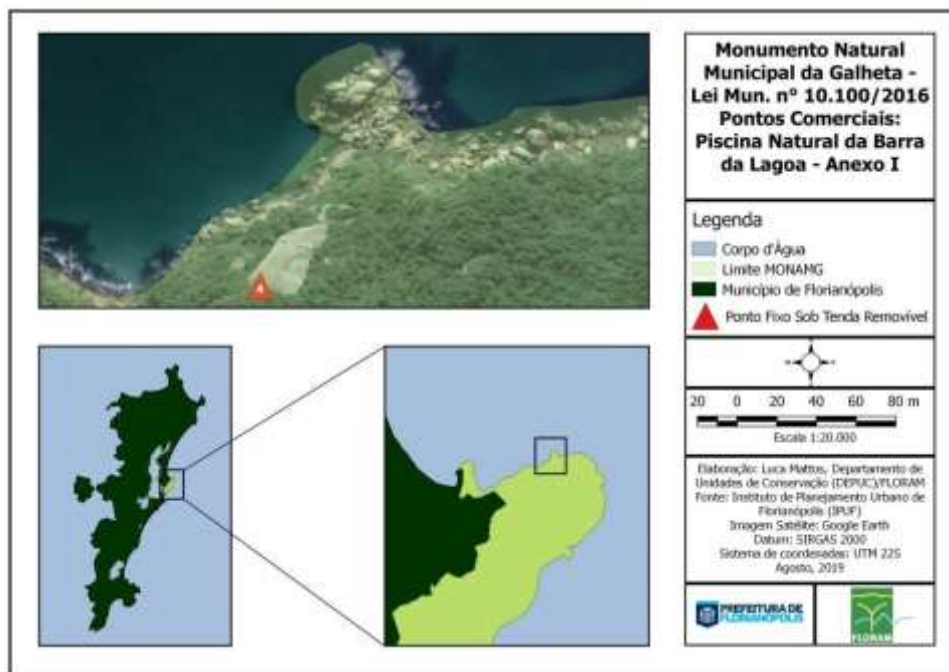 Monumento Natural
Municipal da Galheta -
Lei Mun. nº 10.100/2016
Pontos Comerciais:
Piscina Natural da Barra
da Lagoa - Anexo I
Legenda
Corpo d'Água
Limite MONAMG
Município de Florianópolis
Ponto Fixo Sob Tenda Removível
20 0 20 40 60 80 m
Escala 1:20.000
Elaboração: Luca Mattos, Departamento de
Unidades de Conservação (DEPUC)/FLORAM
Fonte: Instituto de Planejamento Urbano de
Florianópolis (IPUF)
Imagem Satélite: Google Earth
Datum: SIRGAS 2000
Sistema de coordenadas: UTM 22S
Agosto, 2019
PREFEITURA DE
FLORIANÓPOLIS
FLORAM